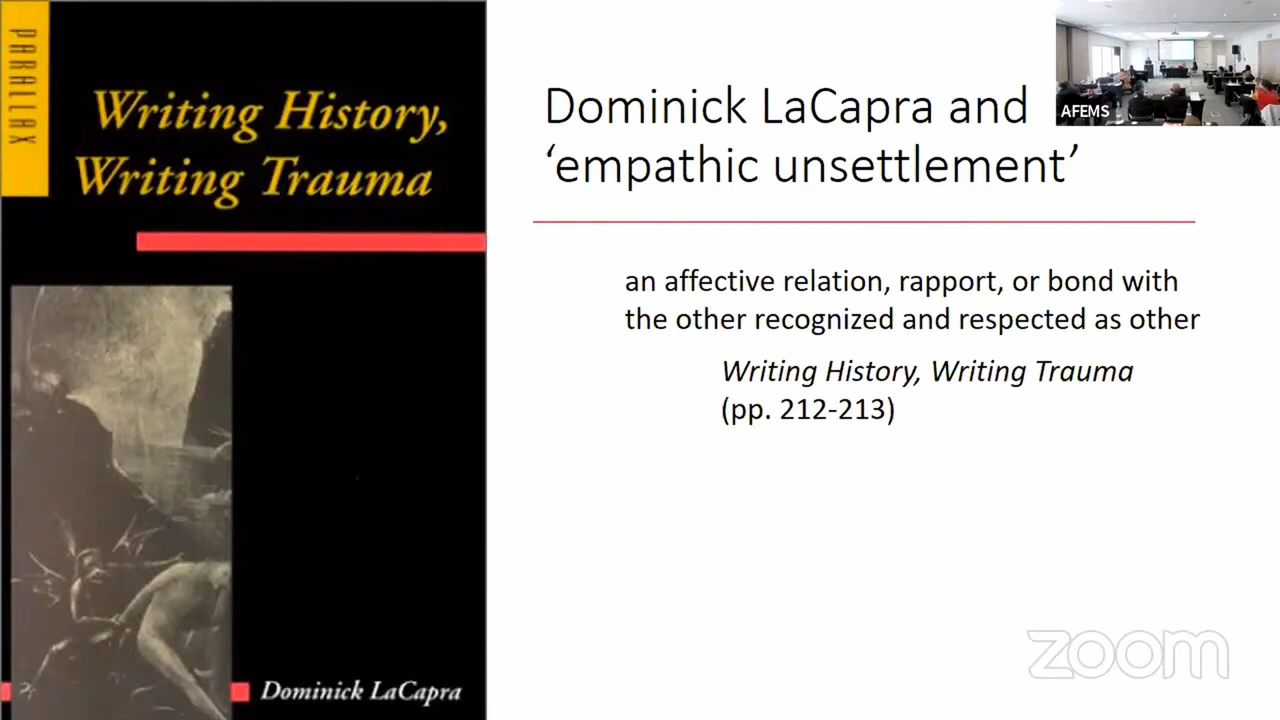 PARALLAX
Writing History,
Writing Trauma
Dominick LaCapra
Dominick LaCapra and
‘empathic unsettlement’
an affective relation, rapport, or bond with
the other recognized and respected as other
Writing History, Writing Trauma
(pp. 212-213)
AFEMS
zoom